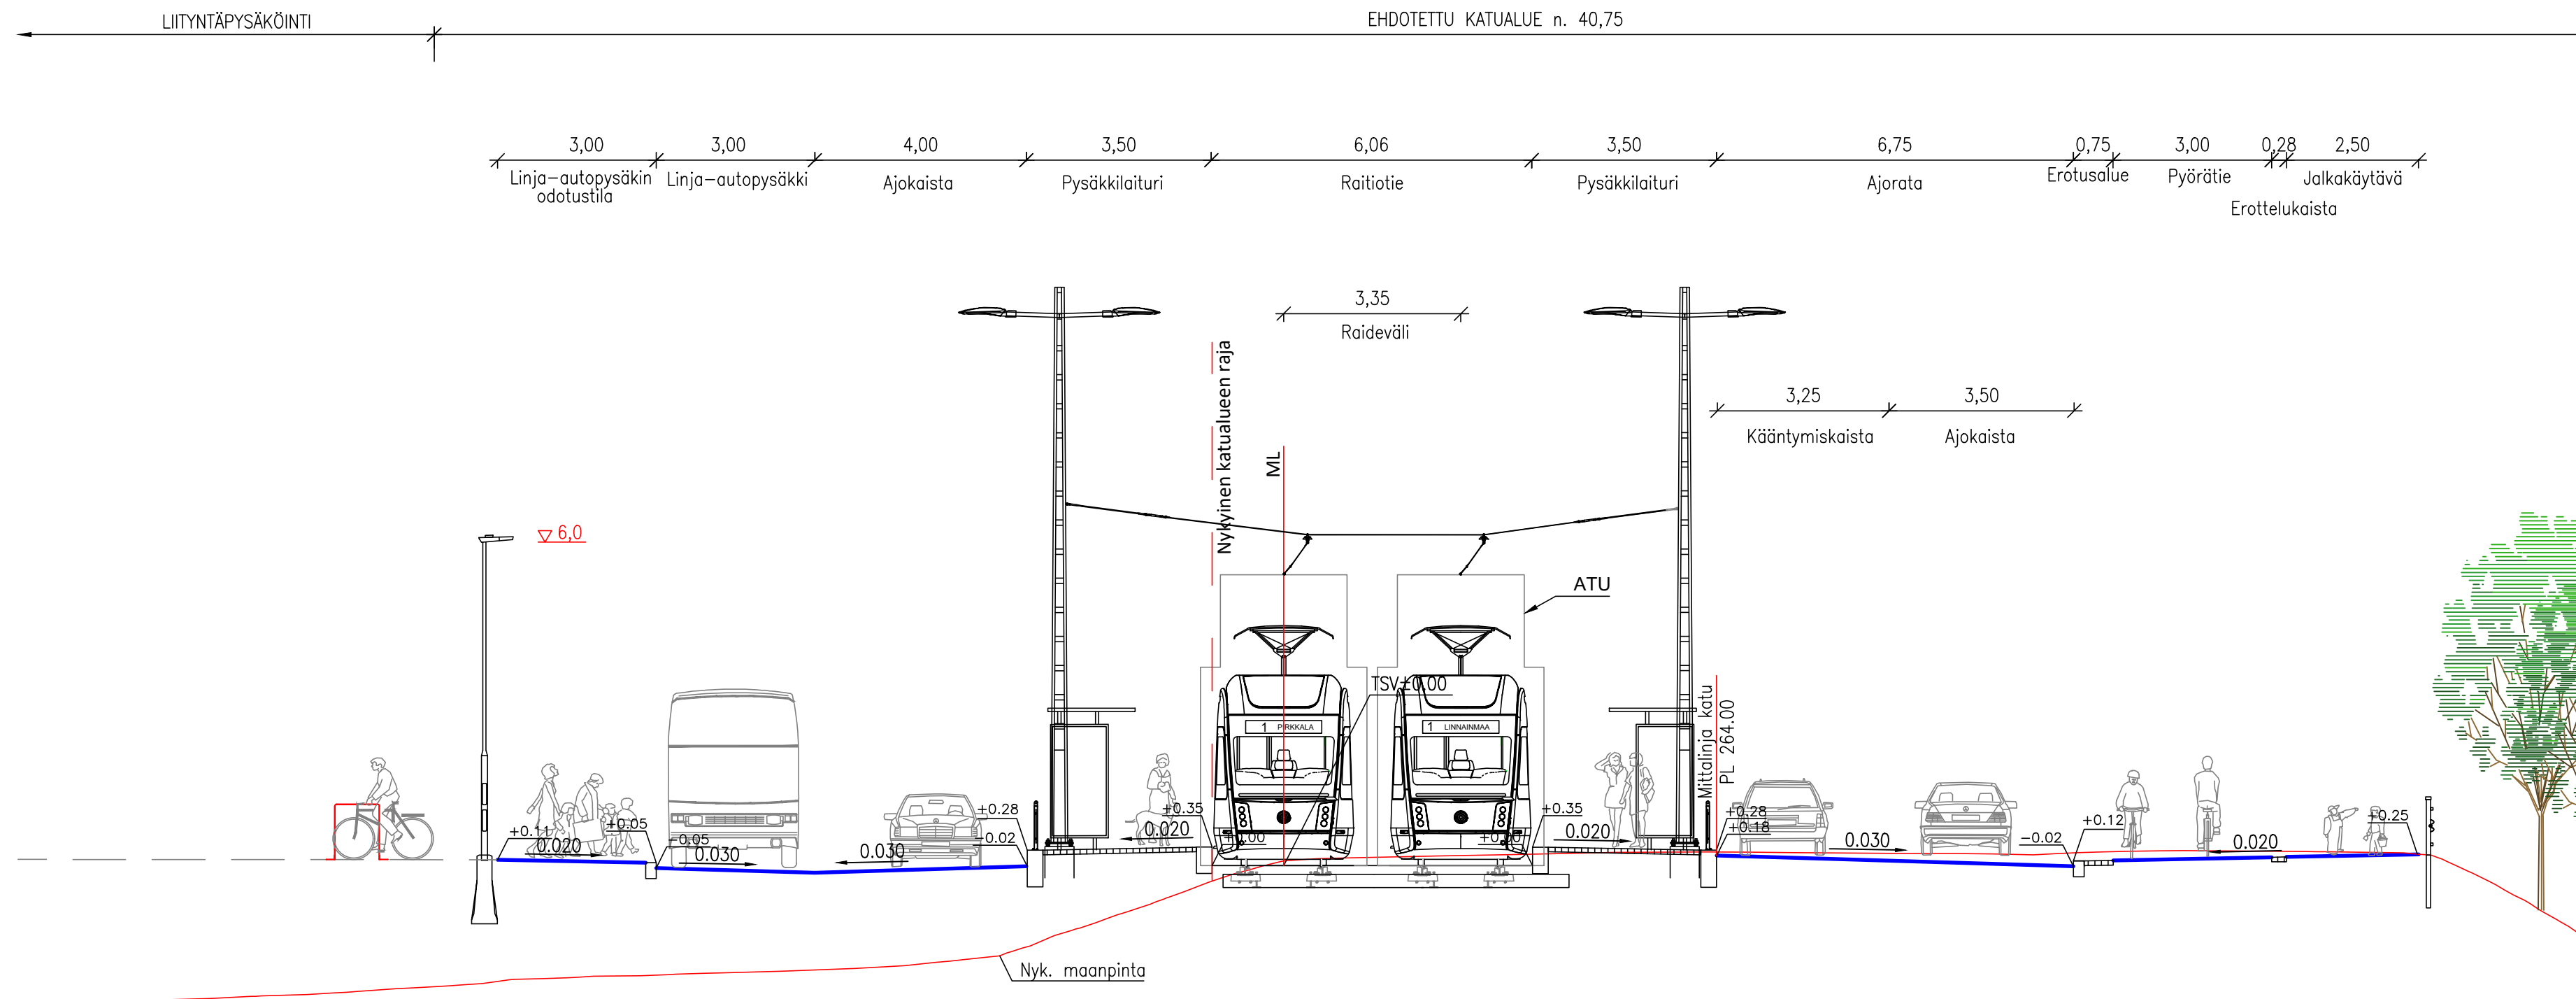 LIITYNTÄPYSÄKÖINTI
EHDOTETTU KATUALUE n. 40,75
3,00
3,00
4,00
3,50
6,06
3,50
6,75
0,75
3,00
0,28
2,50
Linja-autopysäkin
odotustila
Linja-autopysäkki
Ajokaista
Pysäkkilaituri
Raitiotie
Pysäkkilaituri
Ajorata
Erotusalue
Pyörätie
Jalkakäytävä
Erottelukaista
3,35
Raideväli
Nykyinen katualueen raja
ML
3,25
3,50
Kääntymiskaista
Ajokaista
6,0
ATU
TSV±0.00
1 PIRKKALA
1 LINNAINMAA
Mittalinja katu
PL 264.00
+0.11
0.020
+0.05
-0.05
0.030
0.030
+0.28
-0.02
0.020
+0.35
+0.00
+0.00
+0.35
0.020
+0.28
+0.18
0.030
-0.02
+0.12
0.020
+0.25
Nyk. maanpinta